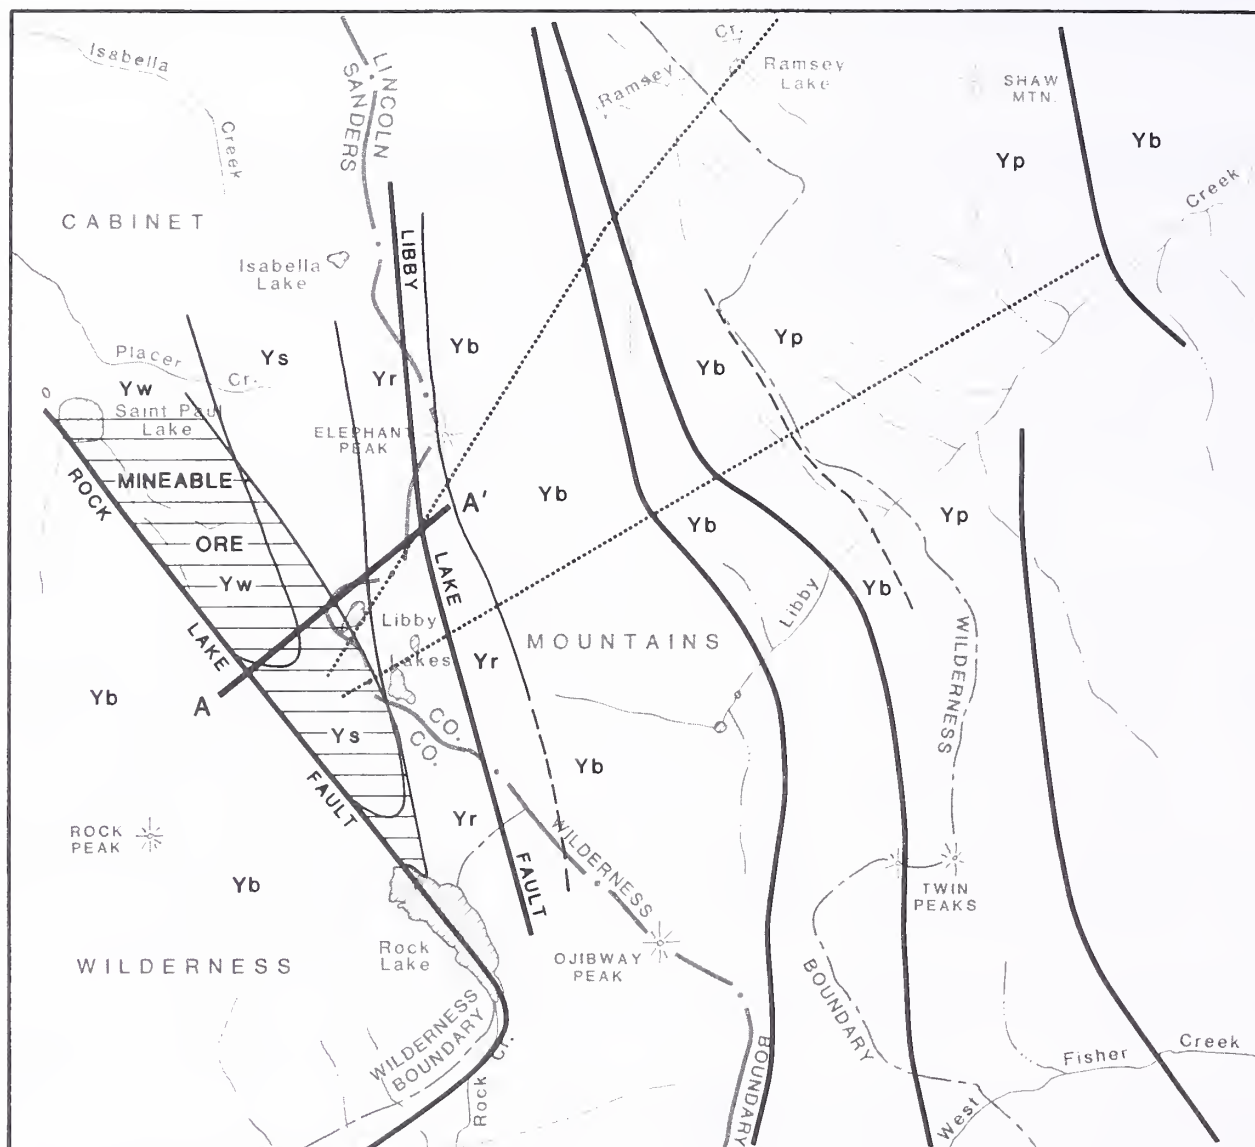 Isabella
Creek
LINCOLN
SANDERS
Cr.
Ramsey
Ramsey
Lake
SHAW
MTN.
Yb
Yp
Creek
CABINET
Isabella
Lake
LIBBY
Placer
Cr.
Ys
Yr
Yb
Yp
Yb
Yw
Saint Paul
Lake
ELEPHANT
PEAK
ROCK
MINEABLE
ORE
Yw
A'
Yb
Yb
Yp
LAKE
Libby
Lakes
Yr
MOUNTAINS
Libby
Yb
WILDERNESS
LAKE
Yb
A
Ys
CO.
CO.
Yb
FAULT
ROCK
PEAK
Yr
WILDERNESS
Yb
FAULT
TWIN
PEAKS
WILDERNESS
Rock
Lake
OJIBWAY
PEAK
BOUNDARY
WILDERNESS
BOUNDARY
Rock Cr.
BOUNDARY
West
Fisher
Creek